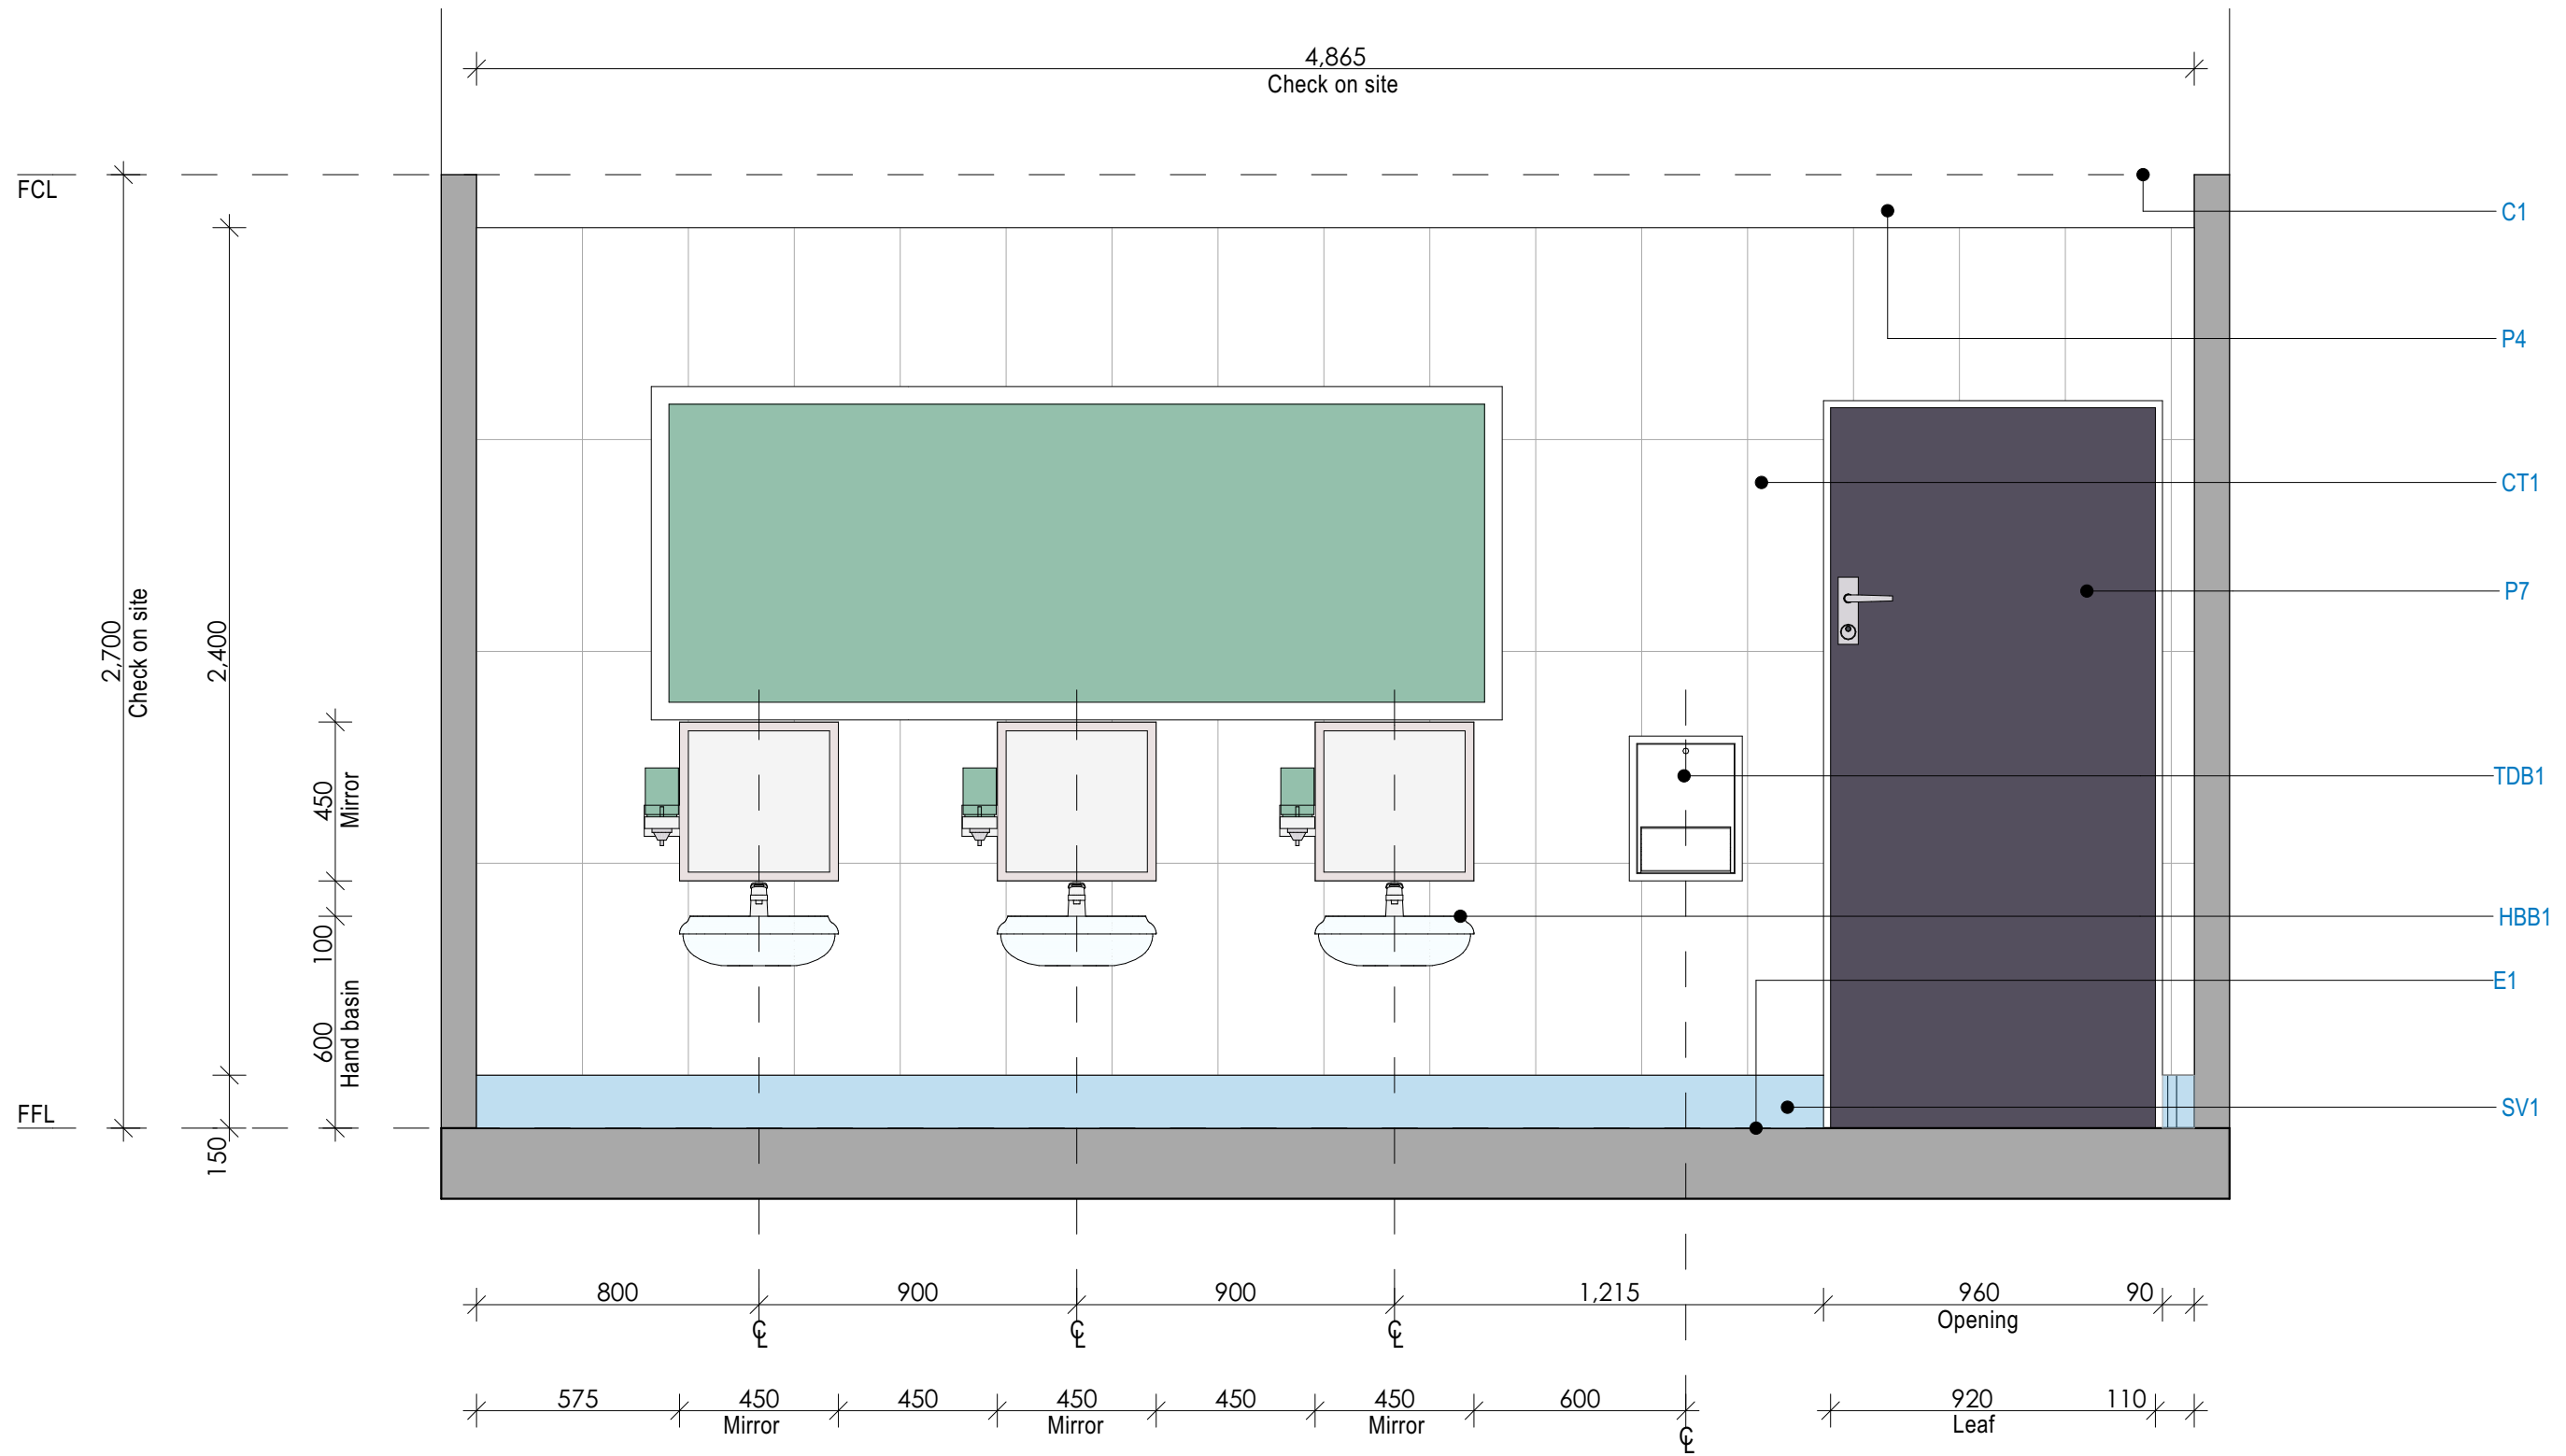 4,865
Check on site
FCL
C1
P4
CT1
P7
2,700
Check on site
2,400
TDB1
450
Mirror
HBB1
100
E1
600
Hand basin
SV1
FFL
150
800
900
900
1,215
960
90
Opening
℄
℄
℄
575
450
450
450
450
450
600
920
110
Mirror
Mirror
Mirror
Leaf
℄